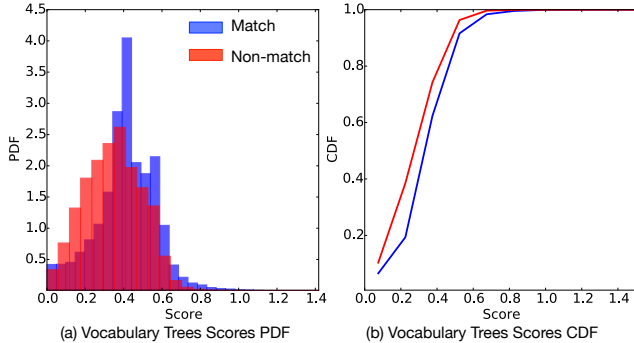 4.5
4.0
3.5
3.0
2.5
2.0
1.5
1.0
0.5
PDF
Match
Non-match
0.0 0.2 0.4 0.6 0.8 1.0 1.2 1.4
Score
(a) Vocabulary Trees Scores PDF
1.0
0.8
0.6
0.4
0.2
CDF
0.0 0.2 0.4 0.6 0.8 1.0 1.2 1.4
Score
(b) Vocabulary Trees Scores CDF